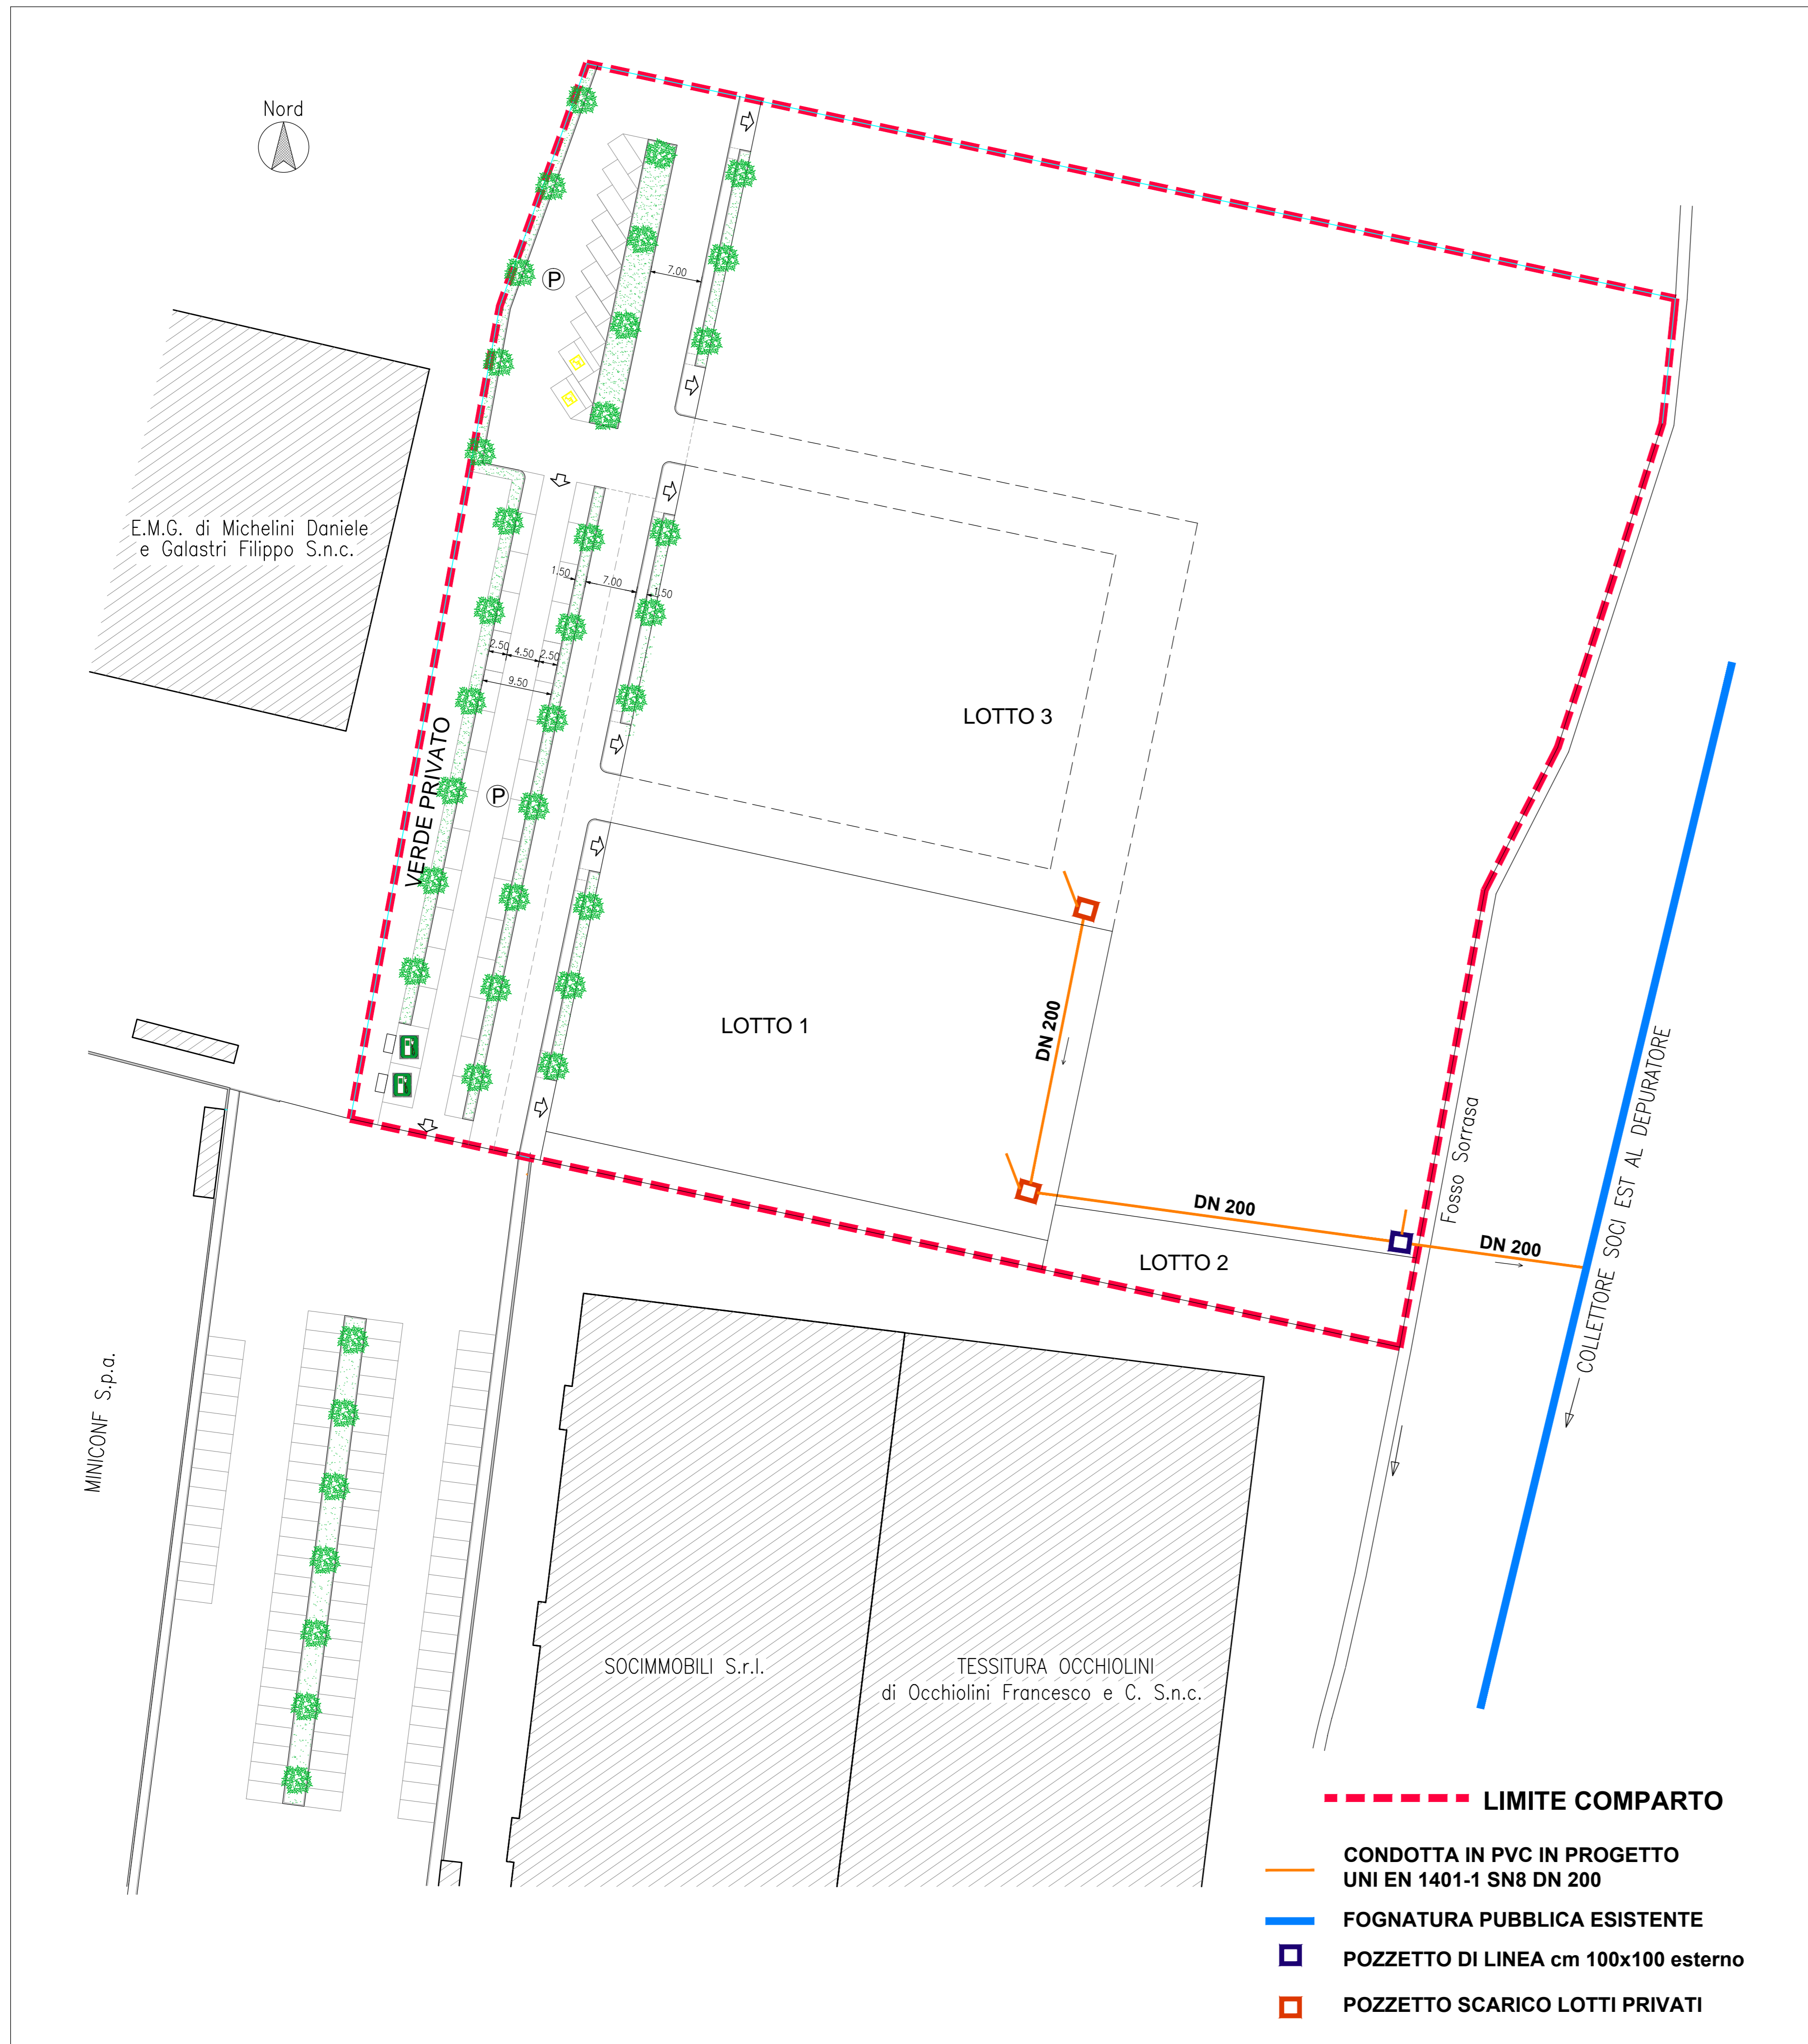 Nord
P
7.00
E.M.G. di Michelini Daniele
e Galastri Filippo S.n.c.
1.50
7.00
1.50
2.50
4.50
2.50
9.50
LOTTO 3
VERDE PRIVATO
P
LOTTO 1
DN 200
DN 200
DN 200
LOTTO 2
Fosso Sorrasa
COLLETTORE SOCI EST AL DEPURATORE
MINICONF S.p.a.
SOCIMMOBILI S.r.l.
TESSITURA OCCHIOLINI
di Occhiolini Francesco e C. S.n.c.
LIMITE COMPARTO
CONDOTTA IN PVC IN PROGETTO
UNI EN 1401-1 SN8 DN 200
FOGNATURA PUBBLICA ESISTENTE
POZZETTO DI LINEA cm 100x100 esterno
POZZETTO SCARICO LOTTI PRIVATI